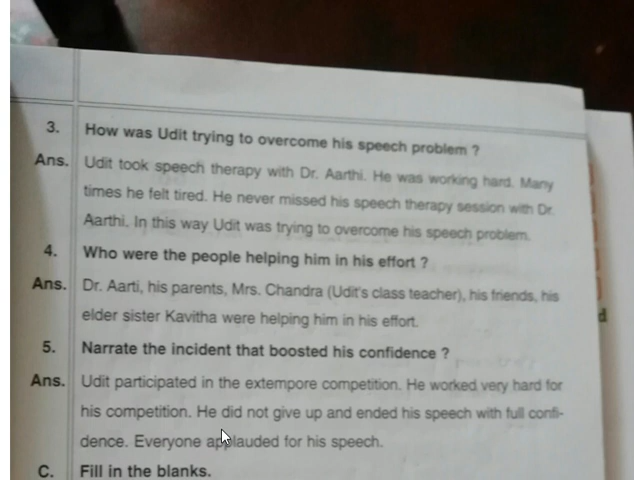 3. How was Udit trying to overcome his speech problem ?
Ans. Udit took speech therapy with Dr. Aarthi. He was working hard. Many
times he felt tired. He never missed his speech therapy session with Dr.
Aarthi. In this way Udit was trying to overcome his speech problem.
4. Who were the people helping him in his effort ?
Ans. Dr. Aarti, his parents, Mrs. Chandra (Udit's class teacher), his friends, his
elder sister Kavitha were helping him in his effort.
5. Narrate the incident that boosted his confidence ?
Ans. Udit participated in the extempore competition. He worked very hard for
his competition. He did not give up and ended his speech with full confi-
dence. Everyone applauded for his speech.
C. Fill in the blanks.
d